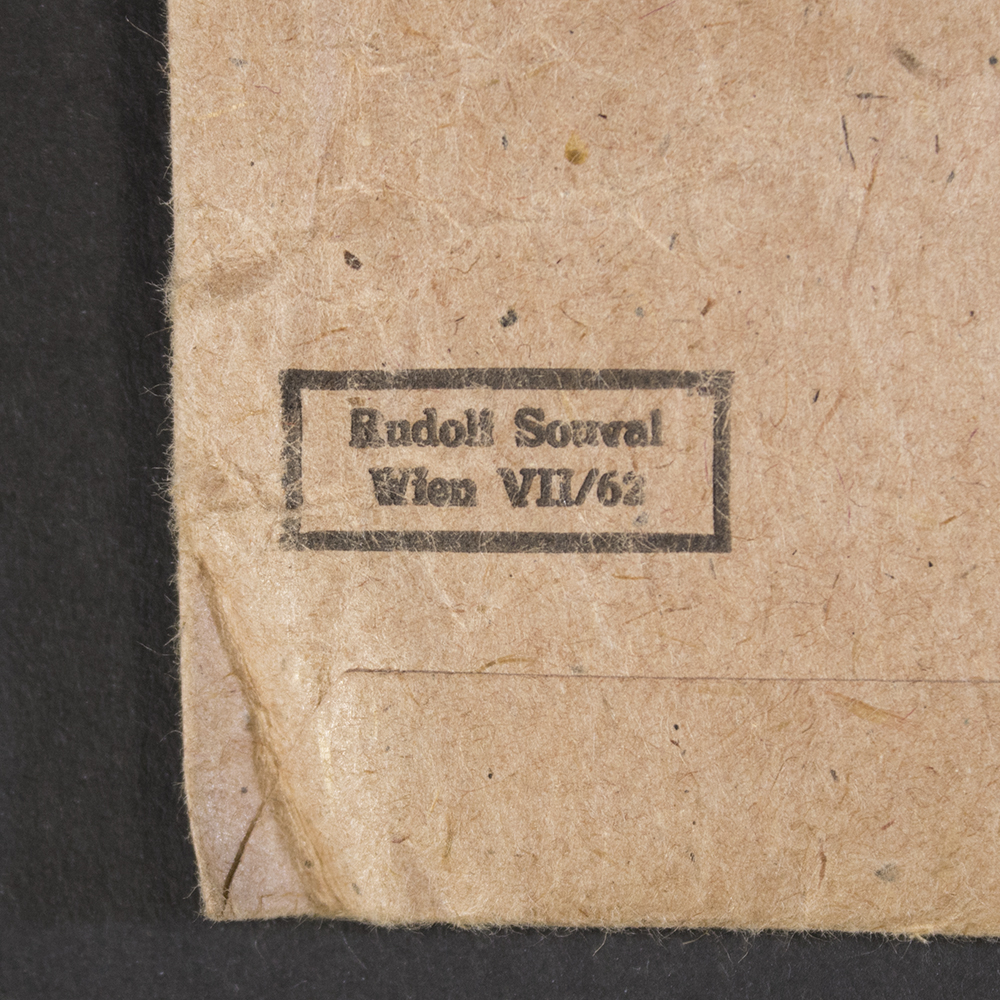 Rudolf Souval
Wien VII/62